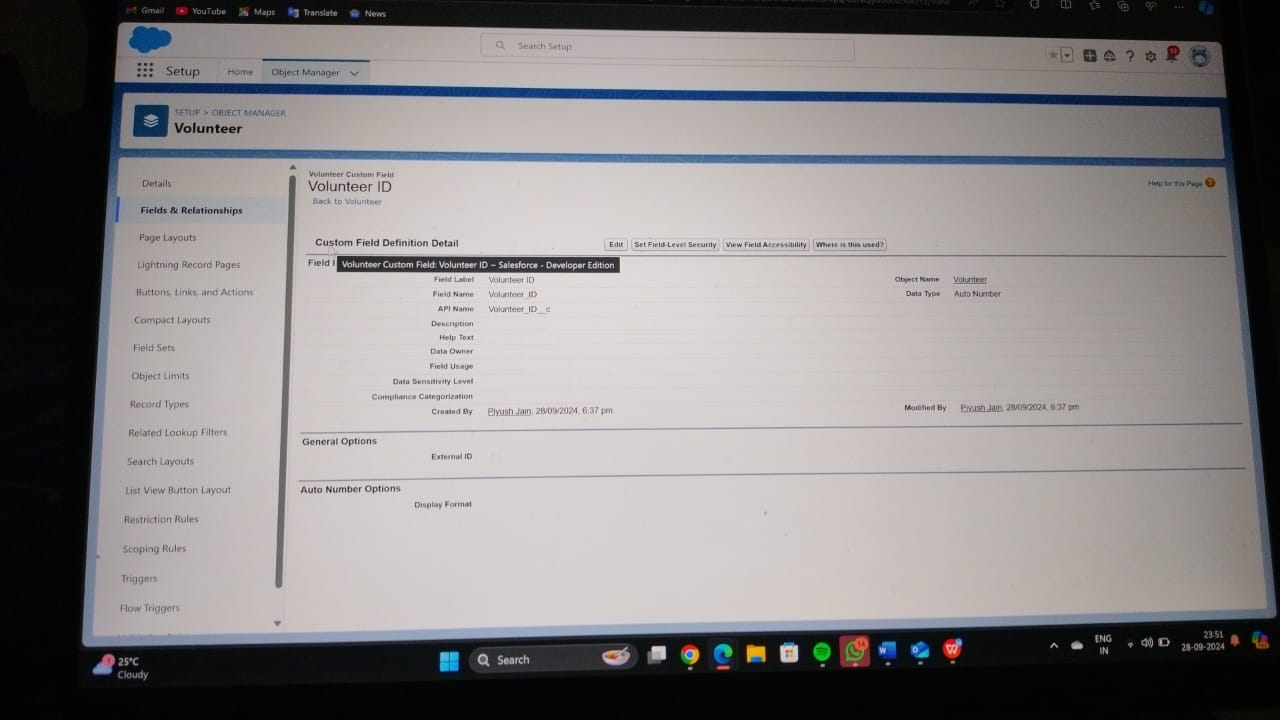 Gmail YouTube Maps Translate News
Search Setup
12
Setup Home Object Manager
SETUP > OBJECT MANAGER
Volunteer
Details
Fields & Relationships
Page Layouts
Lightning Record Pages
Buttons, Links, and Actions
Compact Layouts
Field Sets
Object Limits
Record Types
Related Lookup Filters
Search Layouts
List View Button Layout
Restriction Rules
Scoping Rules
Triggers
Flow Triggers
Volunteer Custom Field
Volunteer ID
Back to Volunteer
Help for this Page ?
Custom Field Definition Detail Edit Set Field-Level Security View Field Accessibility Where is this used?
Field I
Volunteer Custom Field: Volunteer ID ~ Salesforce - Developer Edition
Field Label Volunteer ID Object Name Volunteer
Field Name Volunteer_ID Data Type Auto Number
API Name Volunteer_ID__c
Description
Help Text
Data Owner
Field Usage
Data Sensitivity Level
Compliance Categorization
Created By Piyush Jain, 28/09/2024, 6:37 pm Modified By Piyush Jain, 28/09/2024, 6:37 pm
General Options
External ID
Auto Number Options
Display Format
1
25°C
Cloudy
Search
14
ENG
IN
23:51
28-09-2024